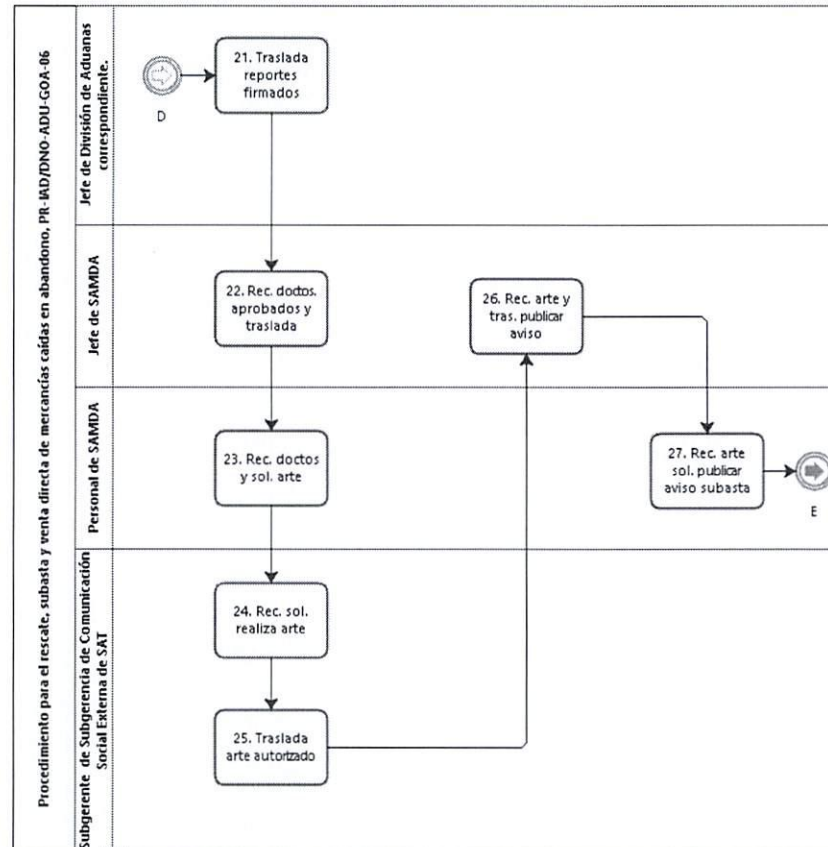 Procedimiento para el rescate, subasta y venta directa de mercancías caídas en abandono, PR-IAD/DNO-ADU-GOA-06
Jefe de División de Aduanas
correspondiente.
D
21. Traslada
reportes
firmados
Jefe de SAMDA
22. Rec. doctos.
aprobados y
traslada
26. Rec. arte y
tras. publicar
aviso
Personal de SAMDA
23. Rec. doctos
y sol. arte
27. Rec. arte
sol. publicar
aviso subasta
E
Subgerente de Subgerencia de Comunicación
Social Externa de SAT
24. Rec. sol.
realiza arte
25. Traslada
arte autorizado